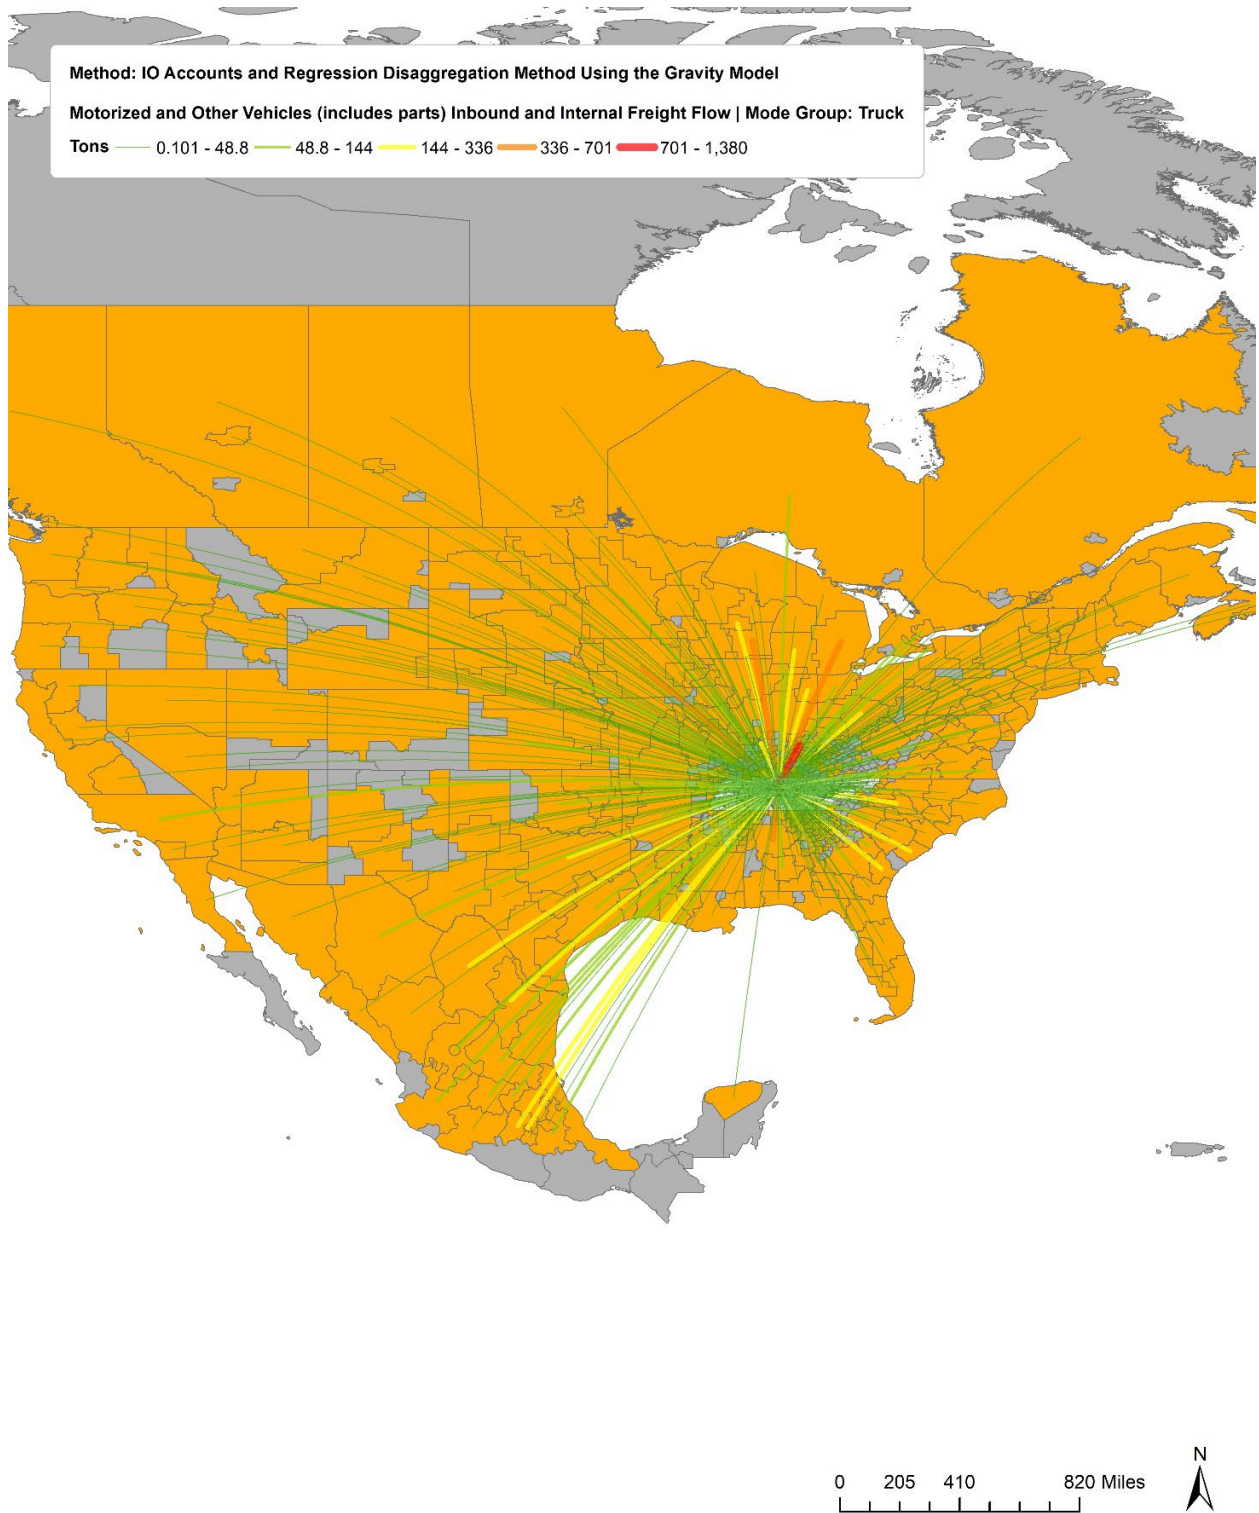 Method: IO Accounts and Regression Disaggregation Method Using the Gravity Model
Motorized and Other Vehicles (includes parts) Inbound and Internal Freight Flow | Mode Group: Truck
Tons 0.101 - 48.8 48.8 - 144 144 - 336 336 - 701 701 - 1,380
N
0 205 410 820 Miles